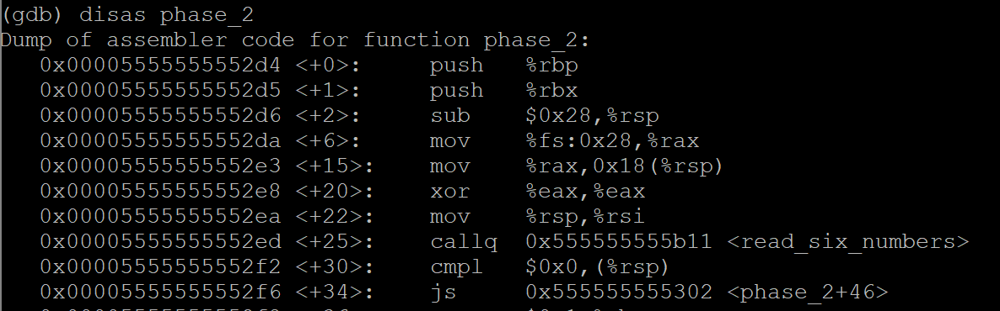 (gdb) disas phase_2
Dump of assembler code for function phase_2:
0x00005555555552d4 <+0>: push %rbp
0x00005555555552d5 <+1>: push %rbx
0x00005555555552d6 <+2>: sub $0x28,%rsp
0x00005555555552da <+6>: mov %fs:0x28,%rax
0x00005555555552e3 <+15>: mov %rax,0x18(%rsp)
0x00005555555552e8 <+20>: xor %eax,%eax
0x00005555555552ea <+22>: mov %rsp,%rsi
0x00005555555552ed <+25>: callq 0x555555555b11 <read_six_numbers>
0x00005555555552f2 <+30>: cmpl $0x0,(%rsp)
0x00005555555552f6 <+34>: js 0x555555555302 <phase_2+46>